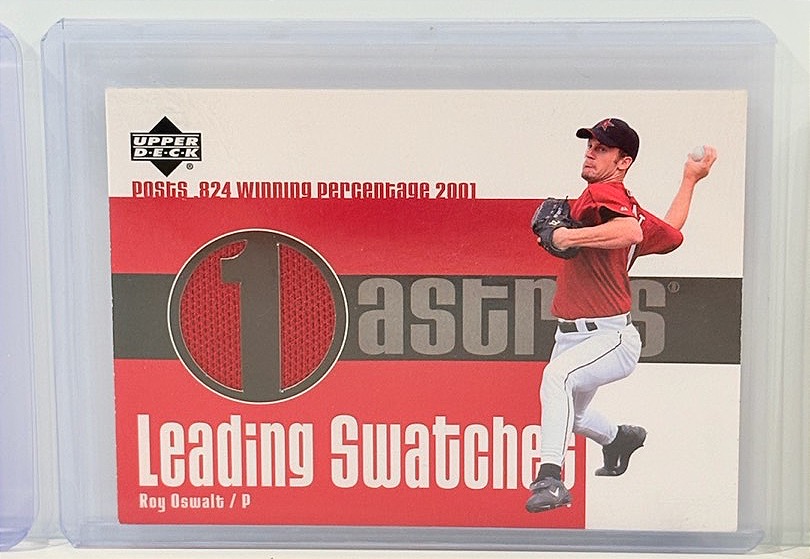 UPPER
D·E·C·K
®
posts .824 winning percentage 2001
1
astros®
Leading Swatches
Roy Oswalt / P